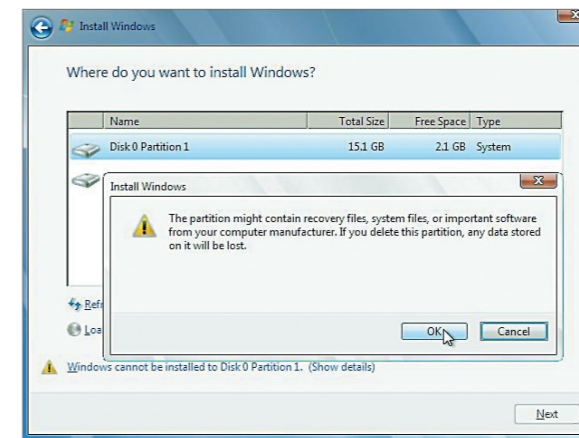 Install Windows
Where do you want to install Windows?
Name Total Size Free Space Type
Disk 0 Partition 1 15.1 GB 2.1 GB System
Install Windows
The partition might contain recovery files, system files, or important software
from your computer manufacturer. If you delete this partition, any data stored
on it will be lost.
OK Cancel
Refr
Loa
Windows cannot be installed to Disk 0 Partition 1. (Show details)
Next